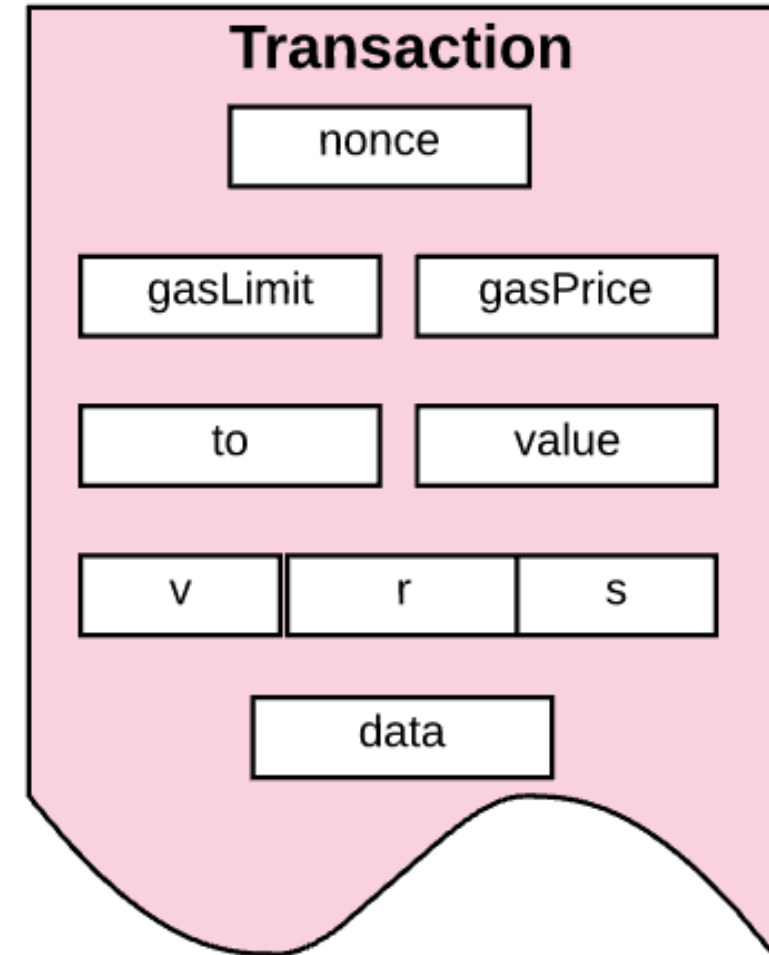 Transaction
nonce
gasLimit gasPrice
to value
v r s
data